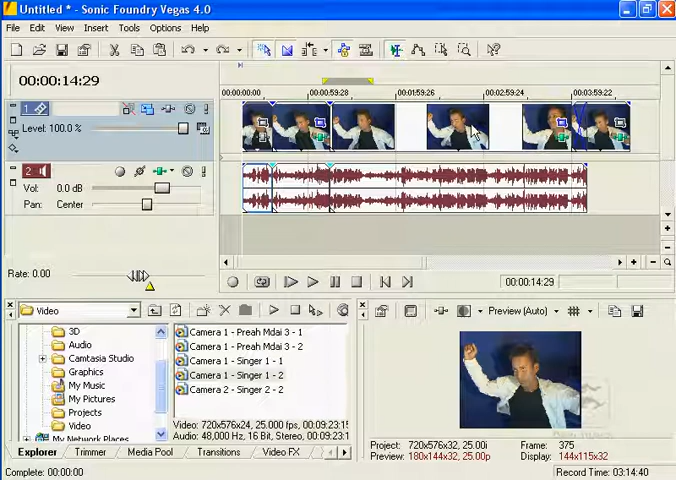 Untitled * - Sonic Foundry Vegas 4.0
File Edit View Insert Tools Options Help
00:00:14:29
00:00:00:00 00:00:59:28 00:01:59:26 00:02:59:24 00:03:59:22
1
Level: 100.0 %
2
Vol: 0.0 dB
Pan: Center
Rate: 0.00
00:00:14:29
Video
Preview (Auto)
3D
Audio
Camtasia Studio
Graphics
My Music
My Pictures
Projects
Video
My Network Places
Camera 1 - Preah Mdai 3 - 1
Camera 1 - Preah Mdai 3 - 2
Camera 1 - Singer 1 - 1
Camera 1 - Singer 1 - 2
Camera 2 - Singer 2 - 2
Video: 720x576x24, 25.000 fps, 00:09:23:15
Audio: 48,000 Hz, 16 Bit, Stereo, 00:09:23:1
Project: 720x576x32, 25.00i Frame: 375
Preview: 180x144x32, 25.00p Display: 144x115x32
Explorer Trimmer Media Pool Transitions Video FX
Complete: 00:00:00
Record Time: 03:14:40